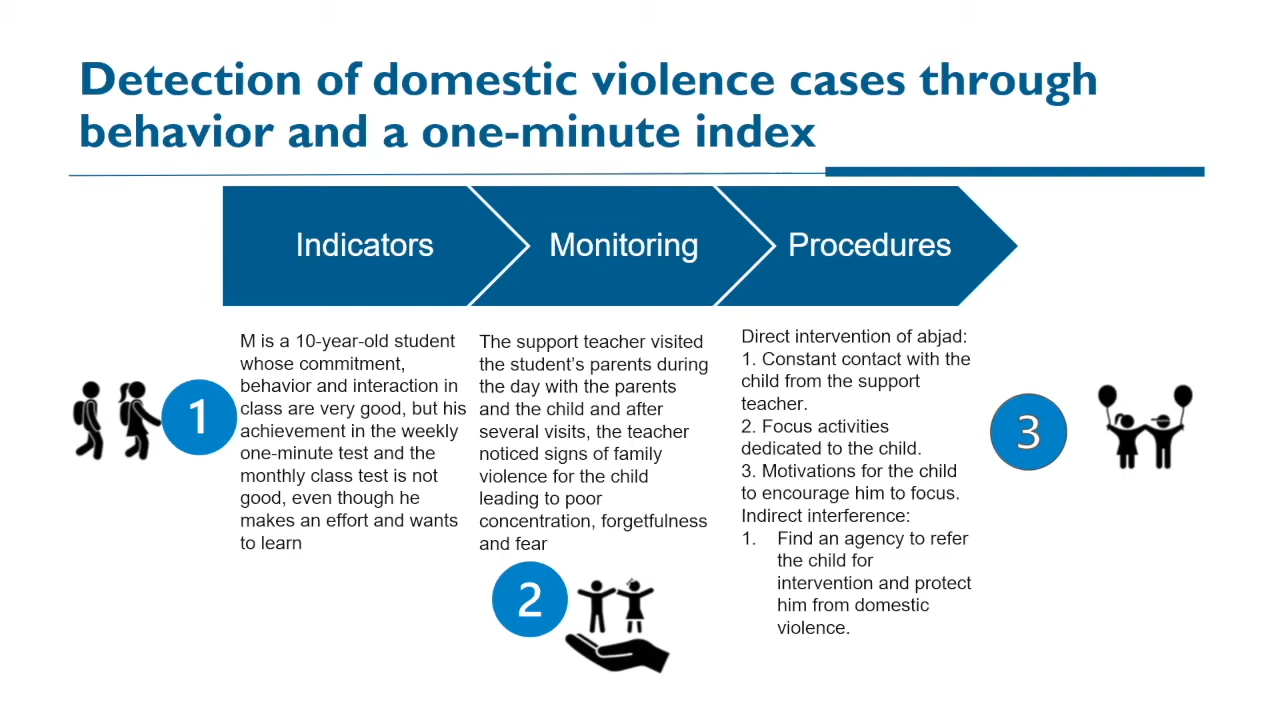 Detection of domestic violence cases through
behavior and a one-minute index
Indicators
Monitoring
Procedures
1
M is a 10-year-old student
whose commitment,
behavior and interaction in
class are very good, but his
achievement in the weekly
one-minute test and the
monthly class test is not
good, even though he
makes an effort and wants
to learn
The support teacher visited
the student’s parents during
the day with the parents
and the child and after
several visits, the teacher
noticed signs of family
violence for the child
leading to poor
concentration, forgetfulness
and fear
2
Direct intervention of abjad:
1. Constant contact with the
child from the support
teacher.
2. Focus activities
dedicated to the child.
3. Motivations for the child
to encourage him to focus.
Indirect interference:
1. Find an agency to refer
the child for
intervention and protect
him from domestic
violence.
3